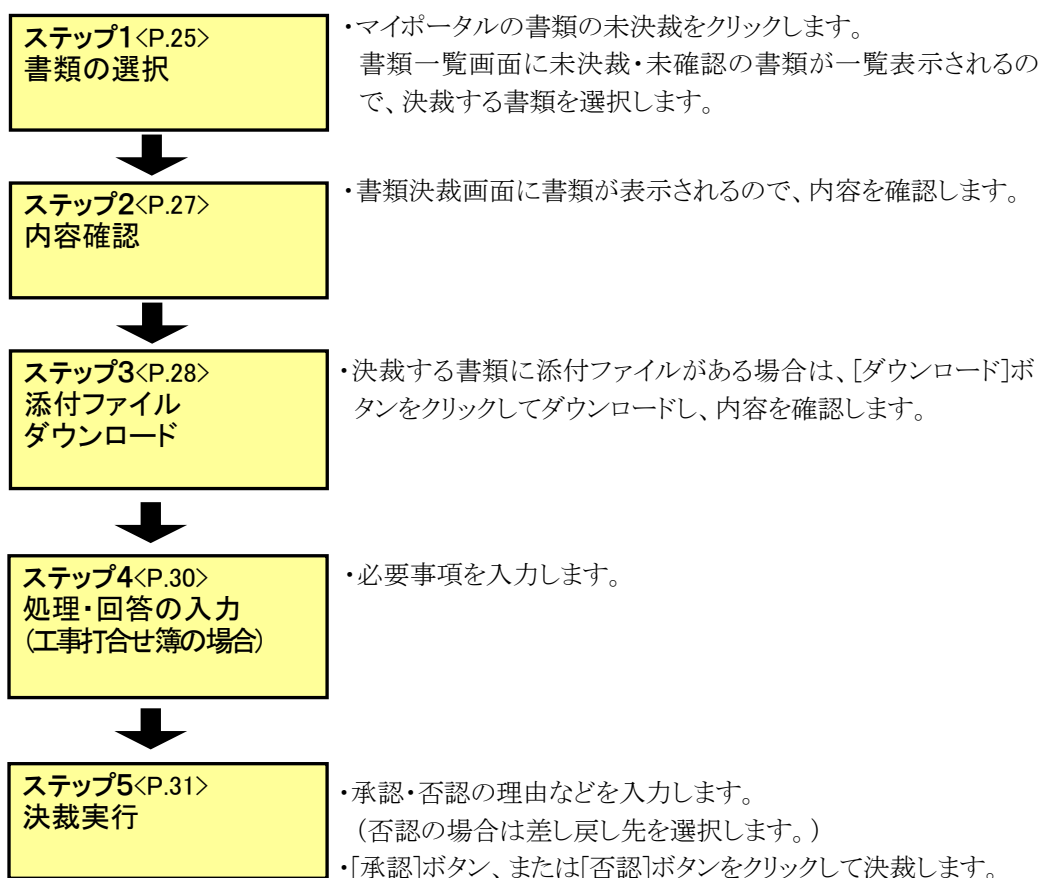 ステップ1<P.25>
書類の選択
・マイポータルの書類の未決裁をクリックします。
書類一覧画面に未決裁・未確認の書類が一覧表示されるの
で、決裁する書類を選択します。
ステップ2<P.27>
内容確認
・書類決裁画面に書類が表示されるので、内容を確認します。
ステップ3<P.28>
添付ファイル
ダウンロード
・決裁する書類に添付ファイルがある場合は、[ダウンロード]ボ
タンをクリックしてダウンロードし、内容を確認します。
ステップ4<P.30>
処理・回答の入力
(工事打合せ簿の場合)
・必要事項を入力します。
ステップ5<P.31>
決裁実行
・承認・否認の理由などを入力します。
(否認の場合は差し戻し先を選択します。)
・[承認]ボタン、または[否認]ボタンをクリックして決裁します。